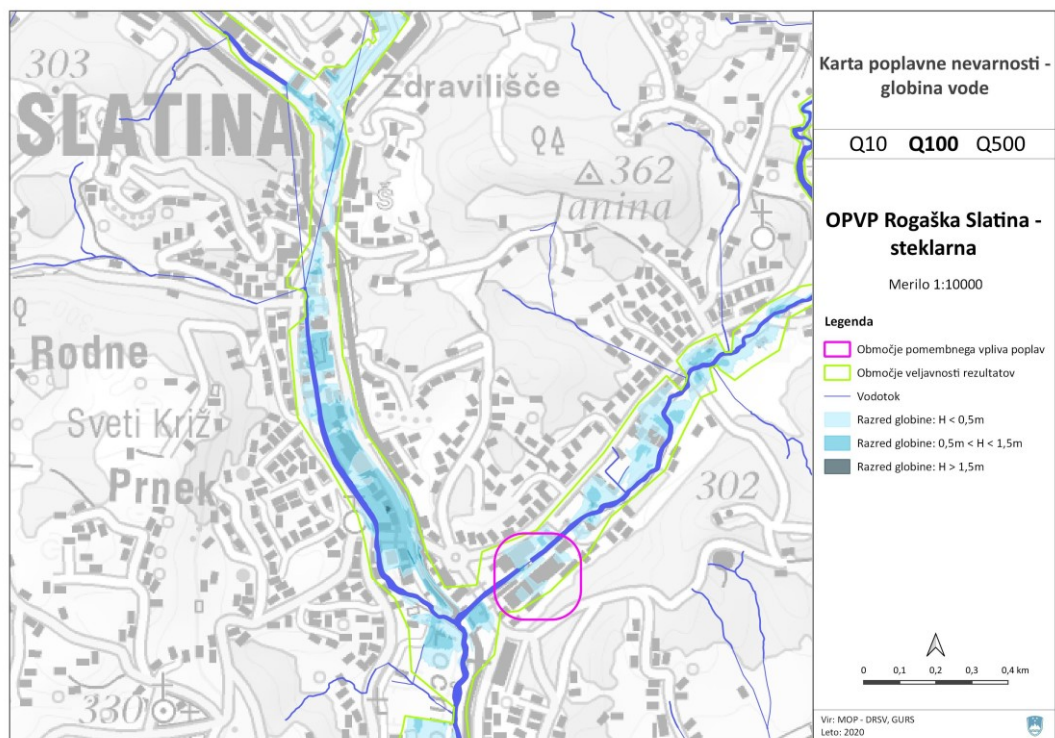 303
SLATINA
Zdravilišče
362
Janina
Rodne
Sveti Križ
Prnek
302
330
Karta poplavne nevarnosti -
globina vode
Q10 Q100 Q500
OPVP Rogaška Slatina -
steklarna
Merilo 1:10000
Legenda
Območje pomembnega vpliva poplav
Območje veljavnosti rezultatov
Vodotok
Razred globine: H < 0,5m
Razred globine: 0,5m < H < 1,5m
Razred globine: H > 1,5m
0 0,1 0,2 0,3 0,4 km
Vir: MOP - DRSV, GURS
Leto: 2020